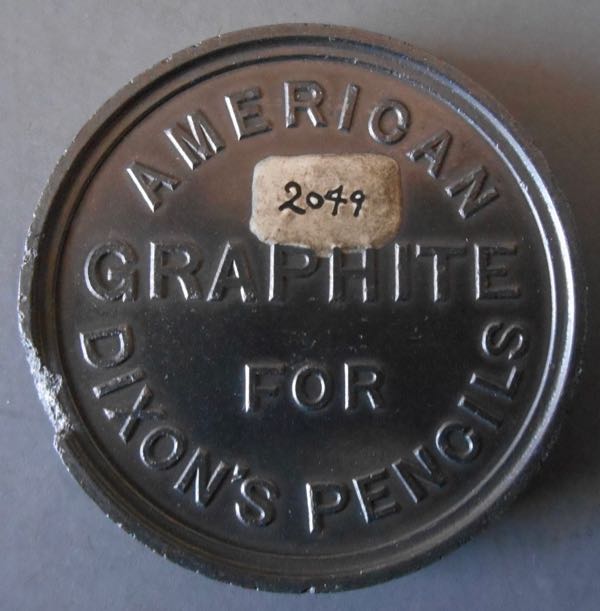 AMERICAN
2049
GRAPHITE
FOR
DIXON'S PENCILS